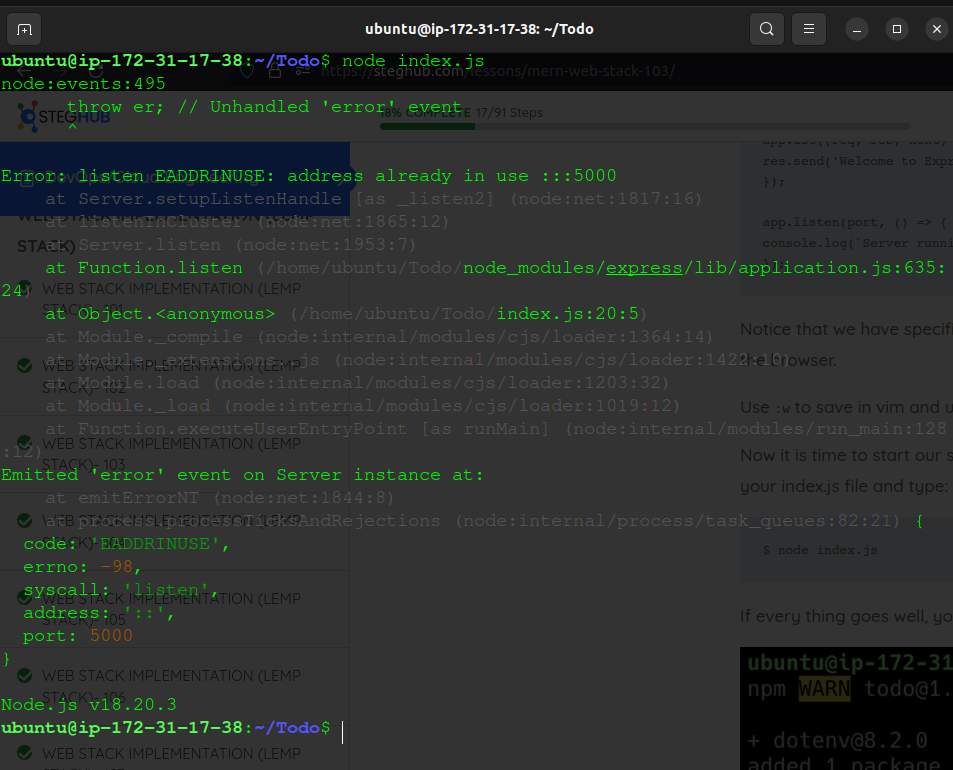 ubuntu@ip-172-31-17-38: ~/Todo
ubuntu@ip-172-31-17-38:~/Todo$ node index.js
https://steghub.com/lessons/mern-web-stack-103/
node:events:495
throw er; // Unhandled 'error' event
^
STEGHUB
18% COMPLETE 17/91 Steps
res.send('Welcome to Expr
});
Error: listen EADDRINUSE: address already in use :::5000
at Server.setupListenHandle [as _listen2] (node:net:1817:16)
at listenInCluster (node:net:1865:12)
app.listen(port, () => {
STACK)
at Server.listen (node:net:1953:7)
console.log(`Server runni
at Function.listen (/home/ubuntu/Todo/node_modules/express/lib/application.js:635:
24)
WEB STACK IMPLEMENTATION (LEMP
STACK)- 101
at Object.<anonymous> (/home/ubuntu/Todo/index.js:20:5)
Notice that we have specif
at Module._compile (node:internal/modules/cjs/loader:1364:14)
at Module._extensions..js (node:internal/modules/cjs/loader:1422:10)
the browser.
WEB STACK IMPLEMENTATION (LEMP
STACK)- 102
at Module.load (node:internal/modules/cjs/loader:1203:32)
at Module._load (node:internal/modules/cjs/loader:1019:12)
Use :w to save in vim and u
at Function.executeUserEntryPoint [as runMain] (node:internal/modules/run_main:128
:12)
WEB STACK IMPLEMENTATION (LEMP
STACK)- 103
Now it is time to start our s
Emitted 'error' event on Server instance at:
your index.js file and type:
at emitErrorNT (node:net:1844:8)
at process.processTicksAndRejections (node:internal/process/task_queues:82:21) {
WEB STACK IMPLEMENTATION (LEMP
code: 'EADDRINUSE',
$ node index.js
errno: -98,
syscall: 'listen',
WEB STACK IMPLEMENTATION (LEMP
STACK)- 105
address: '::',
If every thing goes well, yo
port: 5000
}
WEB STACK IMPLEMENTATION (LEMP
STACK)- 106
ubuntu@ip-172-31
npm WARN todo@1.
Node.js v18.20.3
ubuntu@ip-172-31-17-38:~/Todo$
+ dotenv@8.2.0
WEB STACK IMPLEMENTATION (LEMP
added 1 package